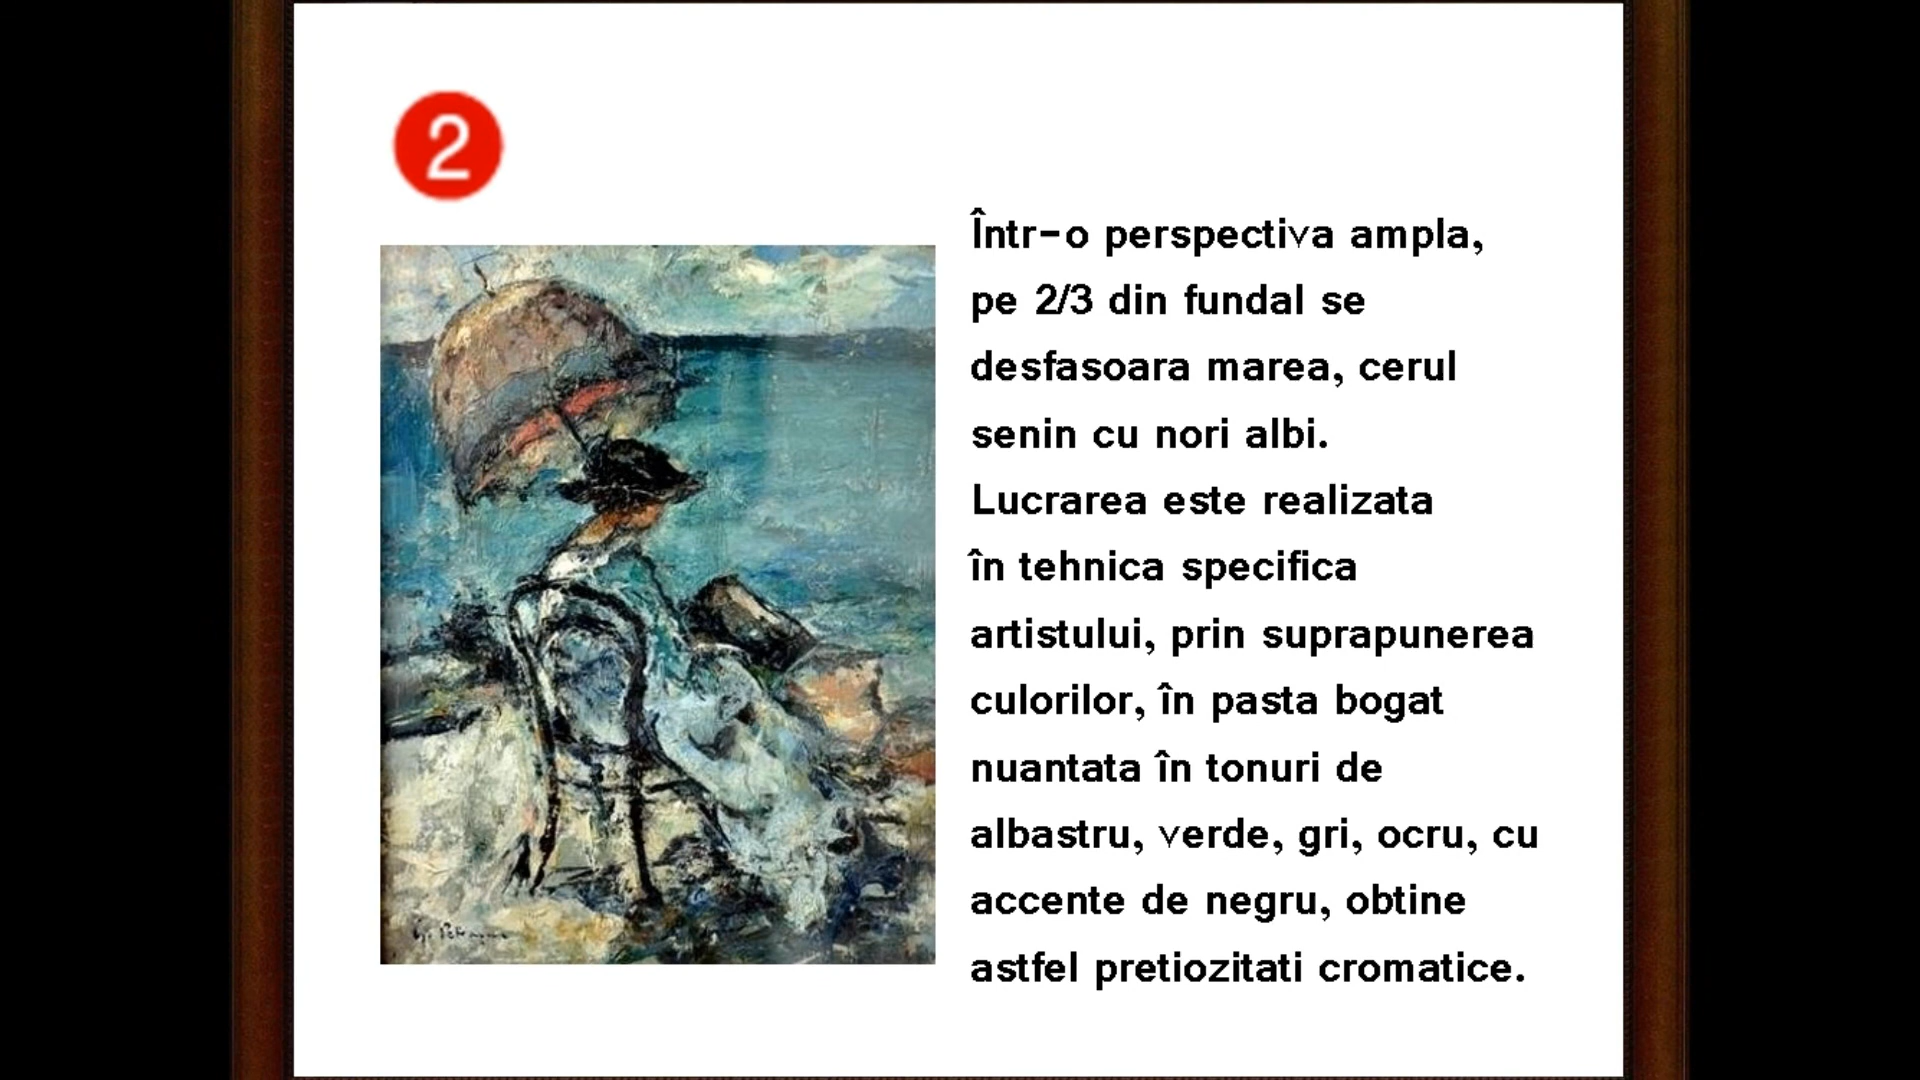 2
Într-o perspectiva ampla,
pe 2/3 din fundal se
desfasoara marea, cerul
senin cu nori albi.
Lucrarea este realizata
în tehnica specifica
artistului, prin suprapunerea
culorilor, în pasta bogat
nuantata în tonuri de
albastru, verde, gri, ocru, cu
accente de negru, obtine
astfel pretiozitati cromatice.